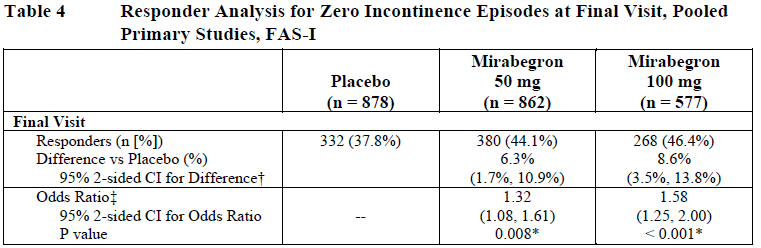 Table 4 Responder Analysis for Zero Incontinence Episodes at Final Visit, Pooled
Primary Studies, FAS-I
Placebo
(n = 878)
Mirabegron
50 mg
(n = 862)
Mirabegron
100 mg
(n = 577)
Final Visit
Responders (n [%]) 332 (37.8%) 380 (44.1%) 268 (46.4%)
Difference vs Placebo (%) 6.3% 8.6%
95% 2-sided CI for Difference† (1.7%, 10.9%) (3.5%, 13.8%)
Odds Ratio‡ 1.32 1.58
95% 2-sided CI for Odds Ratio -- (1.08, 1.61) (1.25, 2.00)
P value 0.008* < 0.001*